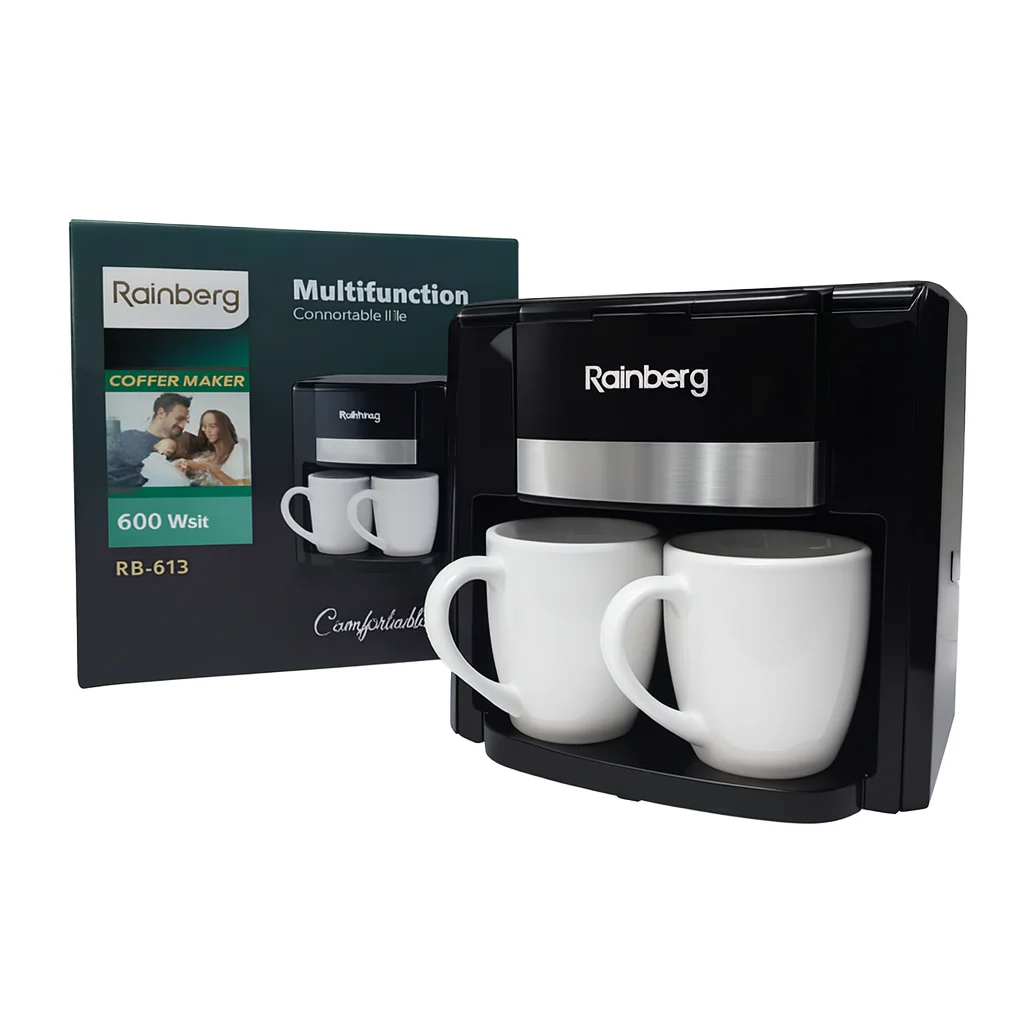 Rainberg
COFFER MAKER
600 Wsit
RB-613
Multifunction
Connortable
Rainberg